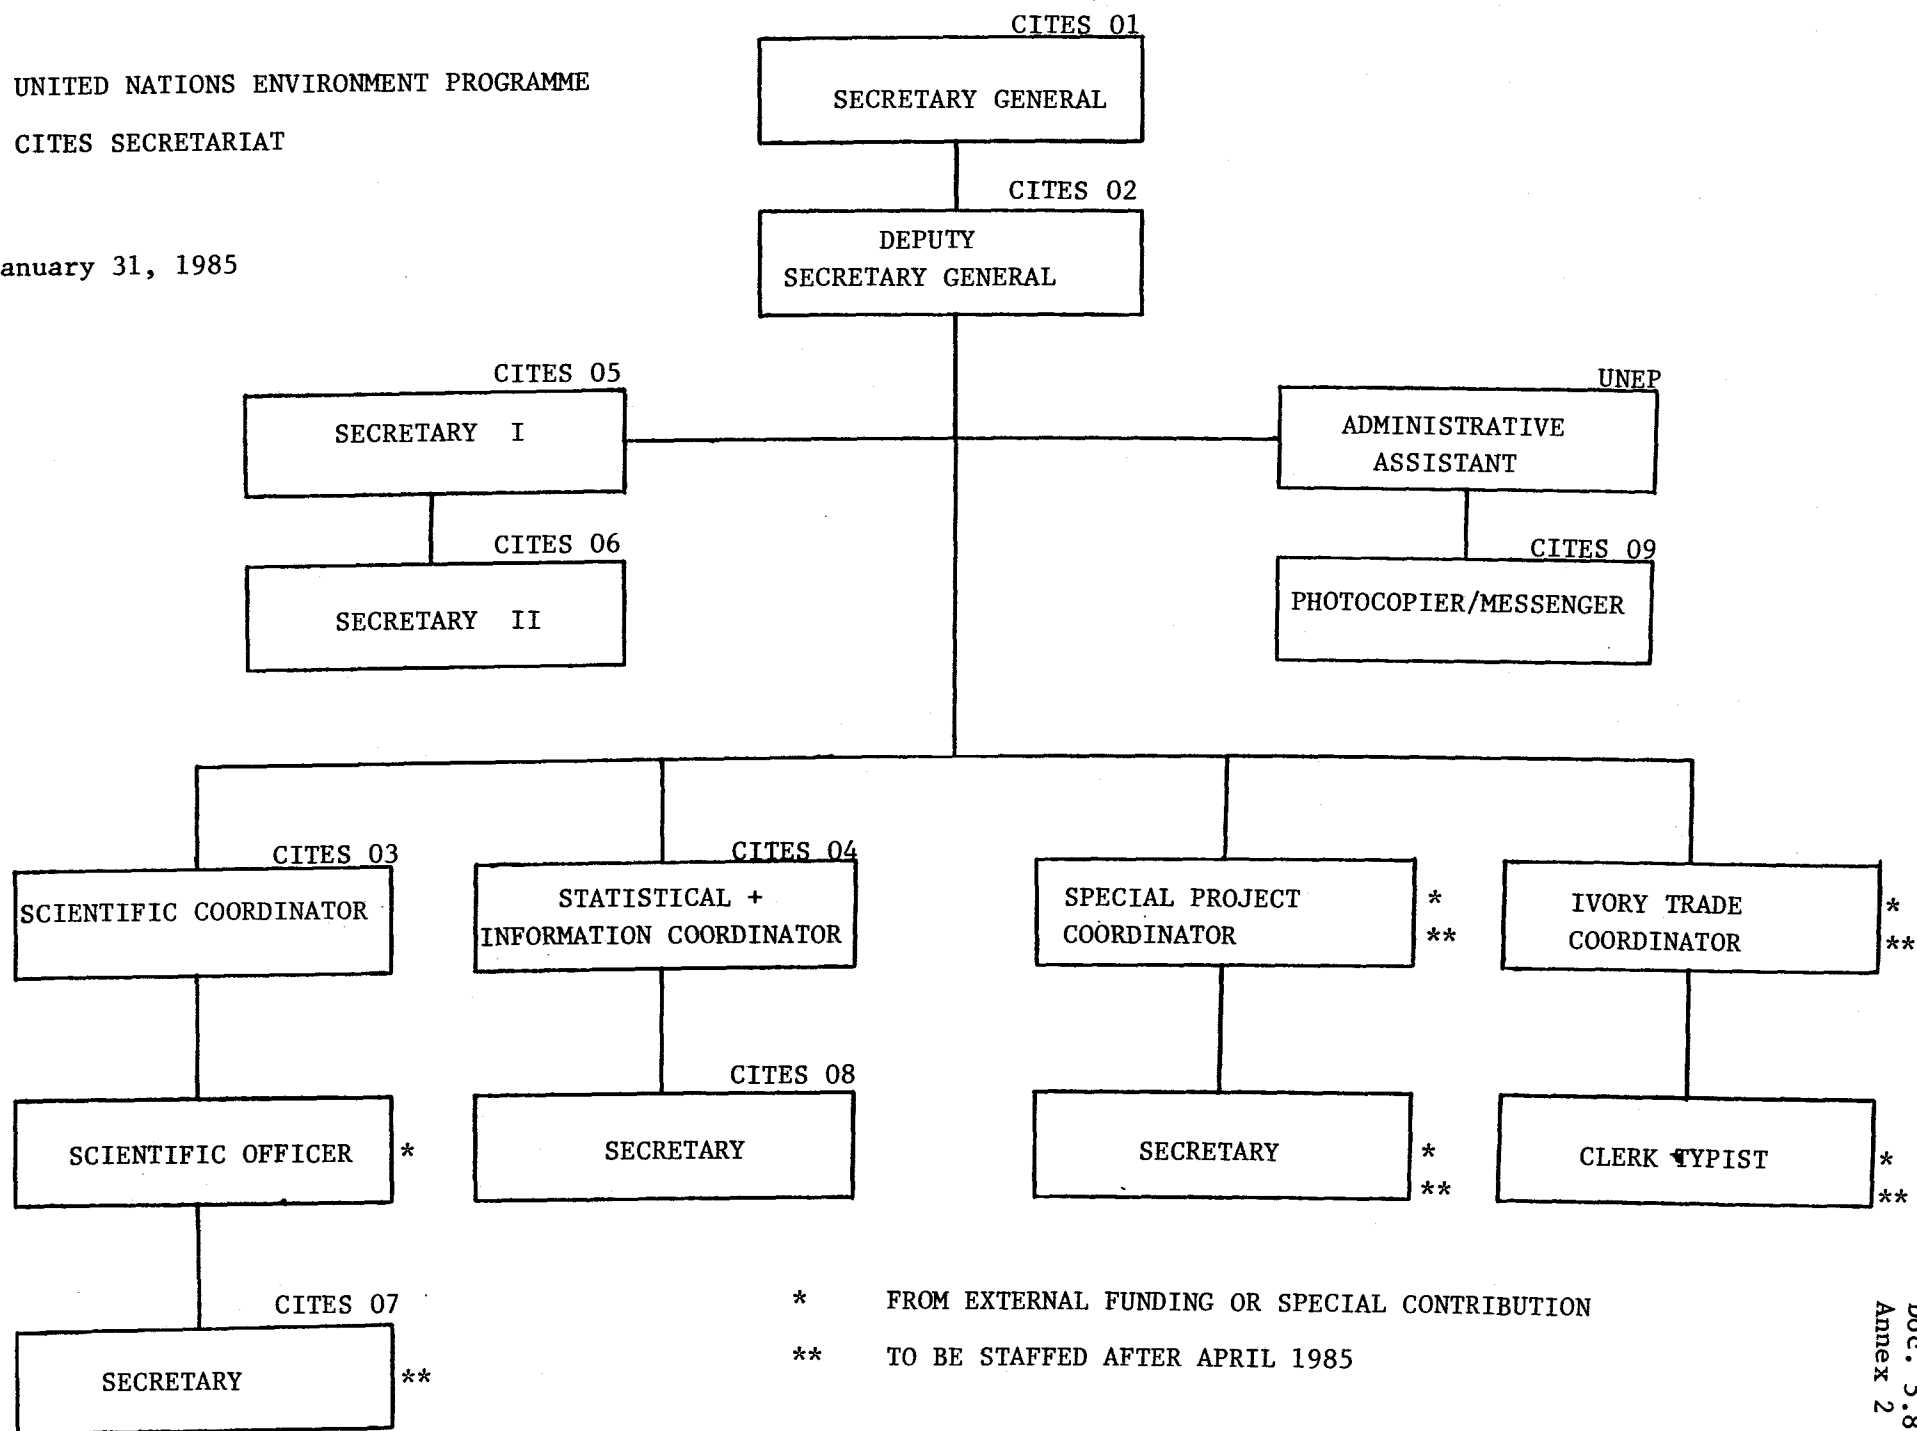 CITES 01
UNITED NATIONS ENVIRONMENT PROGRAMME
SECRETARY GENERAL
CITES SECRETARIAT
CITES 02
DEPUTY
SECRETARY GENERAL
anuary 31, 1985
CITES 05
SECRETARY I
UNEP
ADMINISTRATIVE
ASSISTANT
CITES 06
SECRETARY II
CITES 09
PHOTOCOPIER/MESSENGER
CITES 03
SCIENTIFIC COORDINATOR
CITES 04
STATISTICAL +
INFORMATION COORDINATOR
SPECIAL PROJECT *
COORDINATOR **
IVORY TRADE *
COORDINATOR **
SCIENTIFIC OFFICER *
CITES 08
SECRETARY
SECRETARY *
**
CLERK TYPIST *
**
CITES 07
SECRETARY **
* FROM EXTERNAL FUNDING OR SPECIAL CONTRIBUTION
** TO BE STAFFED AFTER APRIL 1985
Doc. 5.8
Annex 2